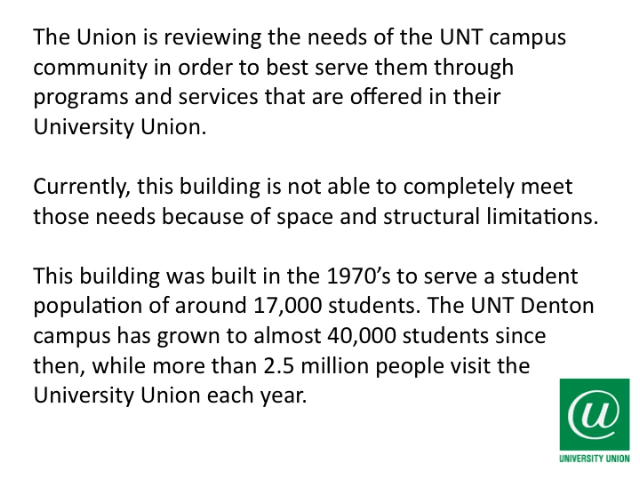 The Union is reviewing the needs of the UNT campus
community in order to best serve them through
programs and services that are offered in their
University Union.
Currently, this building is not able to completely meet
those needs because of space and structural limitations.
This building was built in the 1970’s to serve a student
population of around 17,000 students. The UNT Denton
campus has grown to almost 40,000 students since
then, while more than 2.5 million people visit the
University Union each year.
@u
UNIVERSITY UNION